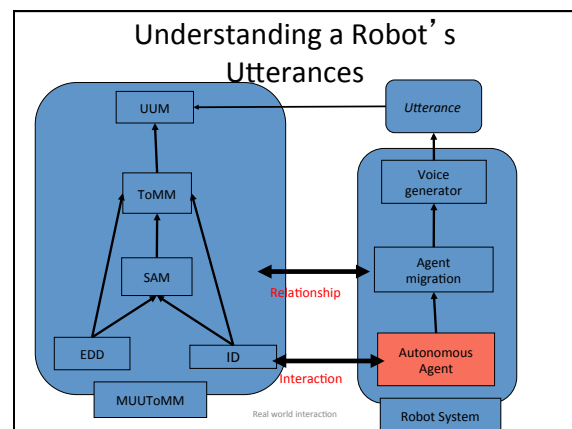 Understanding a Robot’s
Utterances
UUM
Utterance
ToMM
Voice
generator
SAM
Agent
migration
Relationship
EDD
ID
Autonomous
Agent
Interaction
MUUToMM
Real world interaction
Robot System